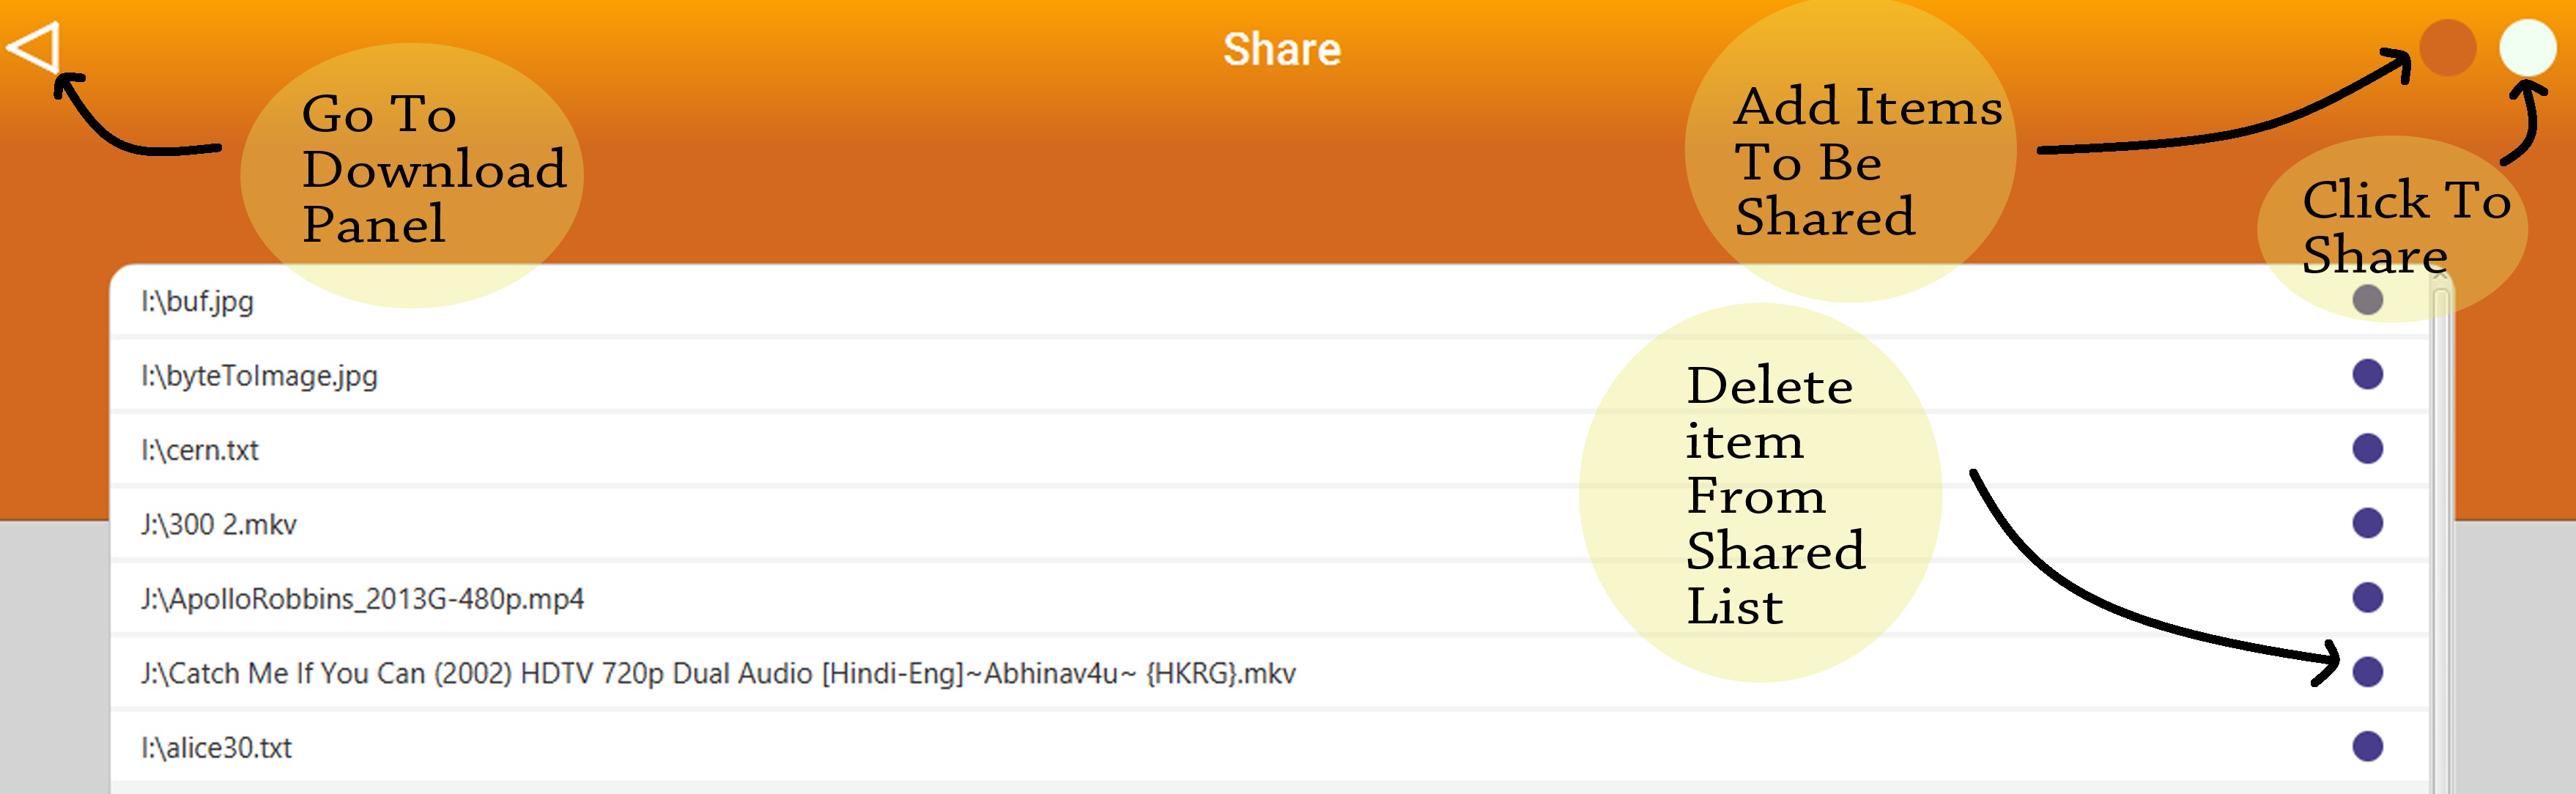 Share
Go To
Download
Panel
Add Items
To Be
Shared
Click To
Share
I:\buf.jpg
I:\byteToImage.jpg
I:\cern.txt
J:\300 2.mkv
J:\ApolloRobbins_2013G-480p.mp4
J:\Catch Me If You Can (2002) HDTV 720p Dual Audio [Hindi-Eng]~Abhinav4u~ {HKRG}.mkv
I:\alice30.txt
Delete
item
From
Shared
List